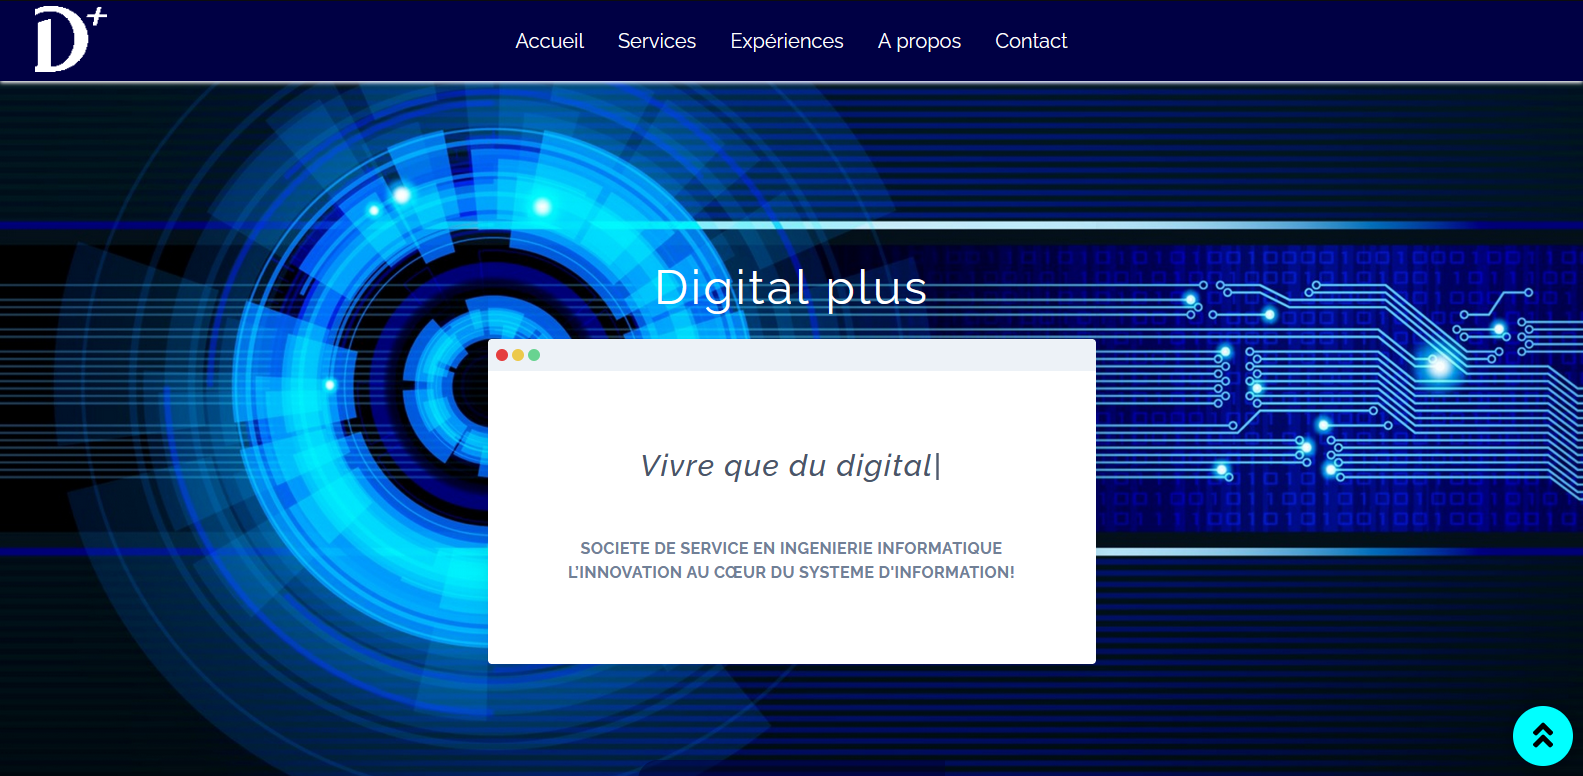 D+
Accueil Services Expériences A propos Contact
Digital plus
Vivre que du digital|
SOCIETE DE SERVICE EN INGENIERIE INFORMATIQUE
L'INNOVATION AU CŒUR DU SYSTEME D'INFORMATION!